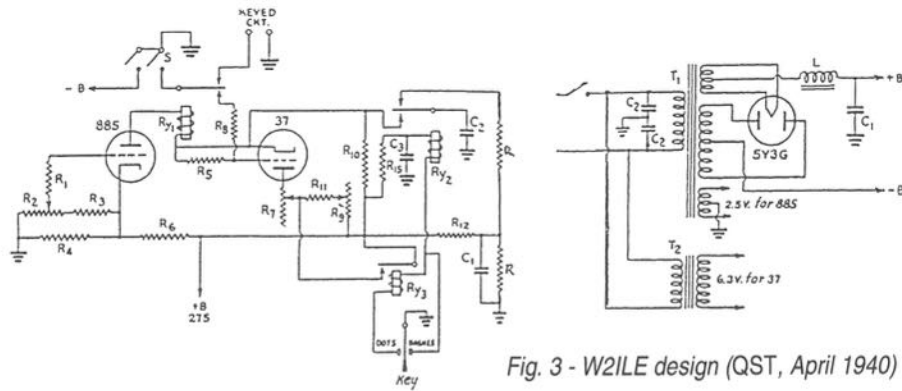 KEYED
CKT.
S
- B
885
Ry1
R8
37
R5
R1
R2
R3
R4
R6
R7
R11
R9
R10
R15
C3
Ry2
C2
R
R12
C1
R
Ry3
+B
275
DOTS
DASHES
Key
T1
C2
C2
L
+B
C1
5Y3G
-B
2.5V. for 885
T2
6.3V. for 37
Fig. 3 - W2ILE design (QST, April 1940)